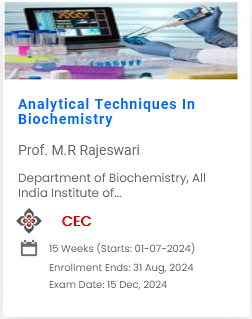 Analytical Techniques In
Biochemistry
Prof. M.R Rajeswari
Department of Biochemistry, All
India Institute of...
CEC
15 Weeks (Starts: 01-07-2024)
Enrollment Ends: 31 Aug, 2024
Exam Date: 15 Dec, 2024